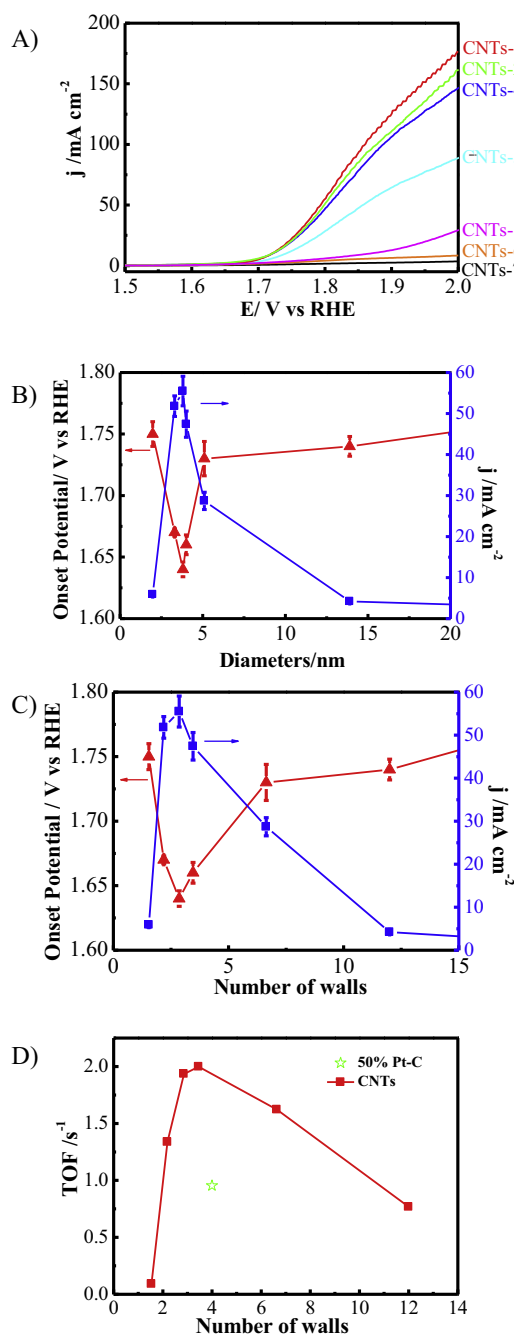 A)
200
150
100
50
0
j /mA cm⁻²
1.5 1.6 1.7 1.8 1.9 2.0
E/ V vs RHE
CNTs-
CNTs-
CNTs-
CNTs-
CNTs-
CNTs-
CNTs-
B)
1.80
1.75
1.70
1.65
1.60
Onset Potential/ V vs RHE
60
50
40
30
20
10
0
j /mA cm⁻²
0 5 10 15 20
Diameters/nm
C)
1.80
1.75
1.70
1.65
1.60
Onset Potential / V vs RHE
60
50
40
30
20
10
0
j /mA cm⁻²
0 5 10 15
Number of walls
D)
2.0
1.5
1.0
0.5
0.0
TOF /s⁻¹
50% Pt-C
CNTs
0 2 4 6 8 10 12 14
Number of walls